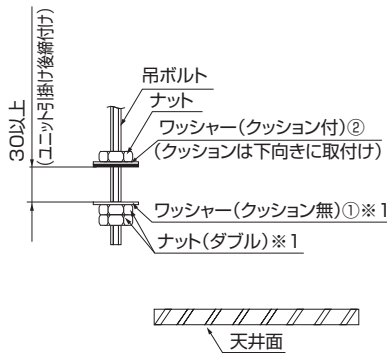 吊ボルト
ナット
ワッシャー(クッション付)②
(クッションは下向きに取付け)
30以上
(ユニット引掛け後締付け)
ワッシャー(クッション無)①※1
ナット(ダブル)※1
天井面